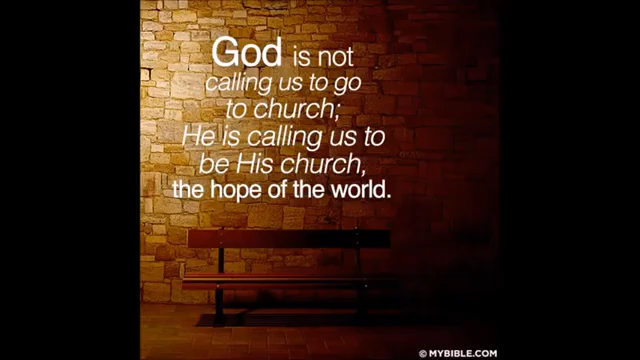 God is not
calling us to go
to church;
He is calling us to
be His church,
the hope of the world.
© MYBIBLE.COM